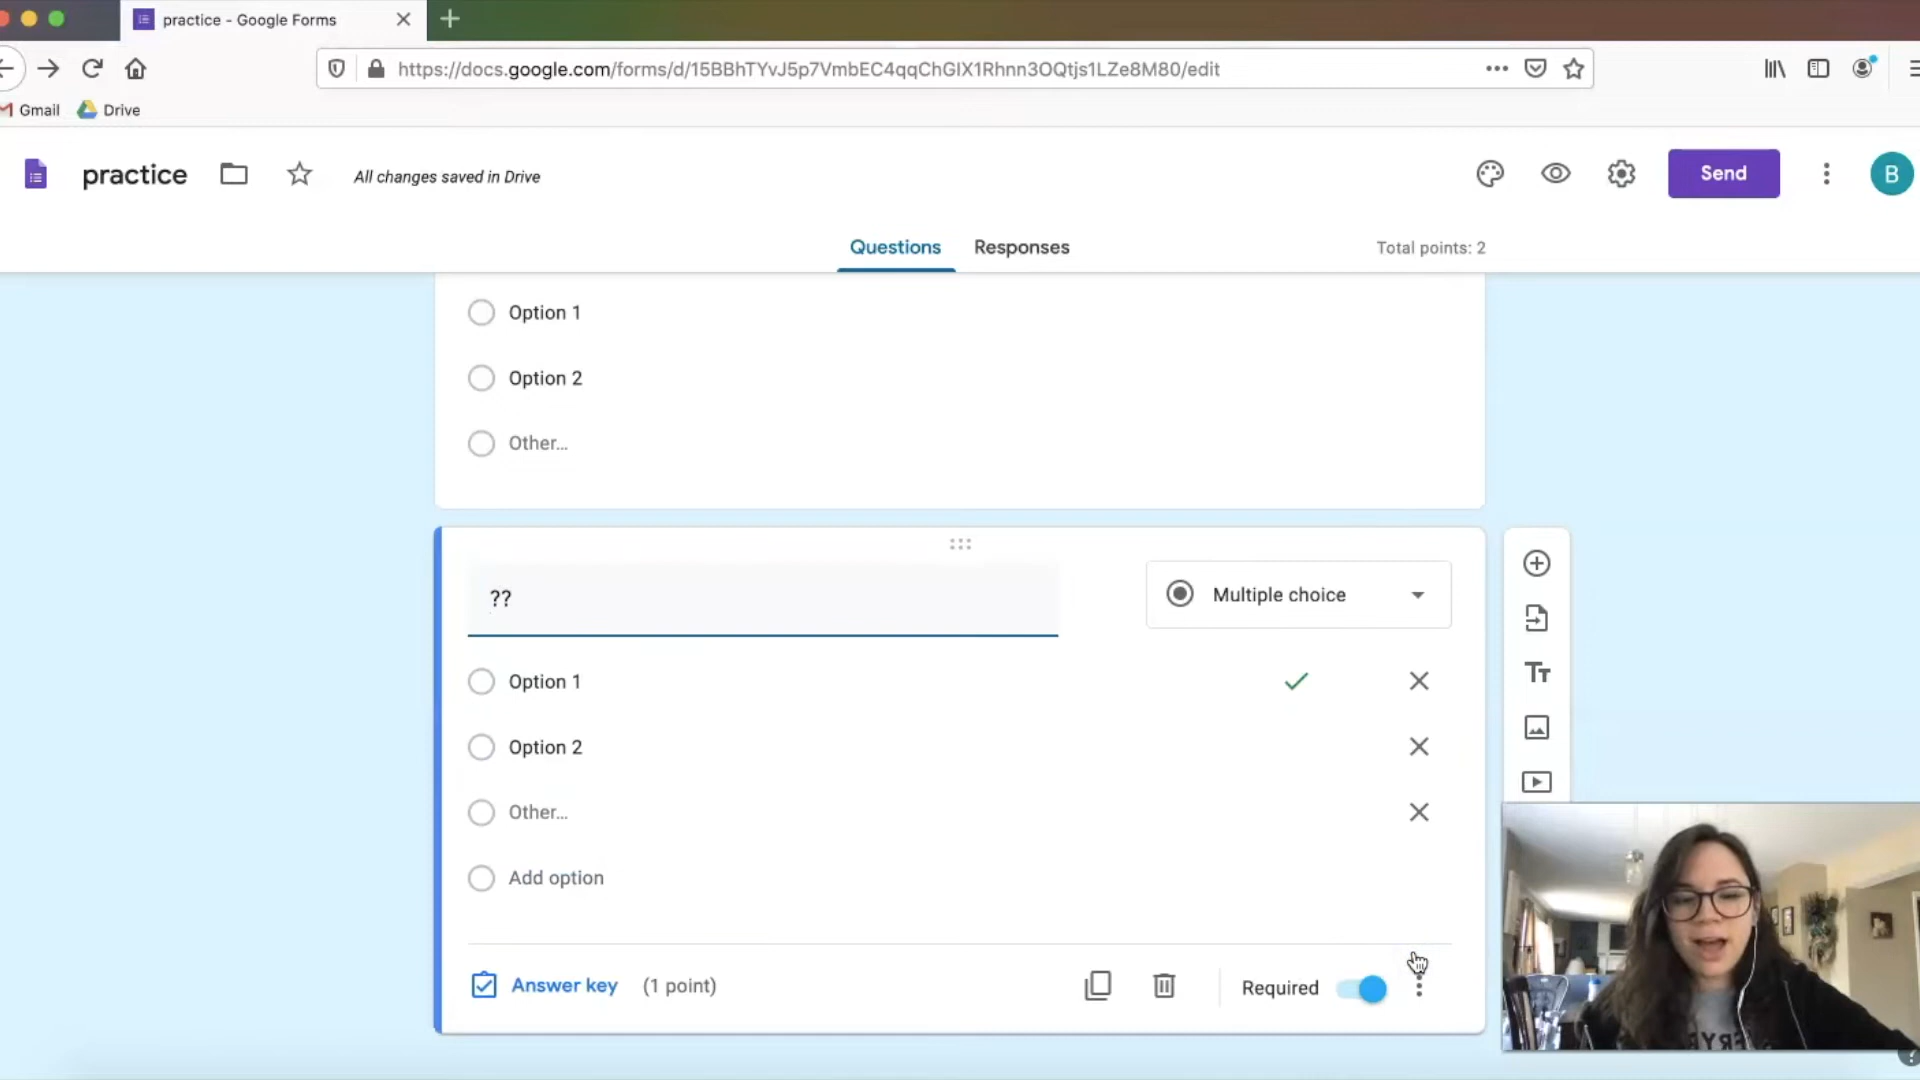 practice - Google Forms
https://docs.google.com/forms/d/15BBhTYvJ5p7VmbEC4qqChGIX1Rhnn3OQtjs1LZe8M80/edit
Gmail
Drive
practice
All changes saved in Drive
Send
B
Questions
Responses
Total points: 2
Option 1
Option 2
Other...
??
Multiple choice
Option 1
Option 2
Other...
Add option
Answer key
(1 point)
Required